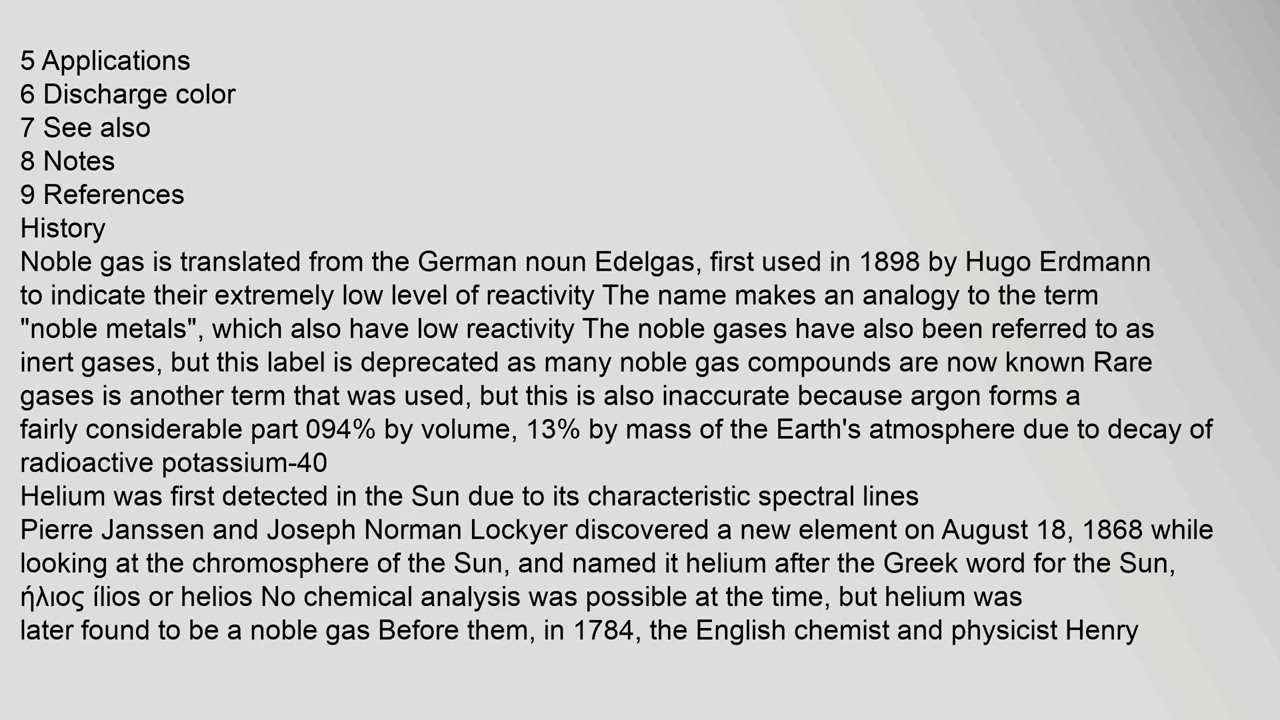 5 Applications
6 Discharge color
7 See also
8 Notes
9 References
History
Noble gas is translated from the German noun Edelgas, first used in 1898 by Hugo Erdmann
to indicate their extremely low level of reactivity The name makes an analogy to the term
"noble metals", which also have low reactivity The noble gases have also been referred to as
inert gases, but this label is deprecated as many noble gas compounds are now known Rare
gases is another term that was used, but this is also inaccurate because argon forms a
fairly considerable part 094% by volume, 13% by mass of the Earth's atmosphere due to decay of
radioactive potassium-40
Helium was first detected in the Sun due to its characteristic spectral lines
Pierre Janssen and Joseph Norman Lockyer discovered a new element on August 18, 1868 while
looking at the chromosphere of the Sun, and named it helium after the Greek word for the Sun,
ήλιος ílios or helios No chemical analysis was possible at the time, but helium was
later found to be a noble gas Before them, in 1784, the English chemist and physicist Henry